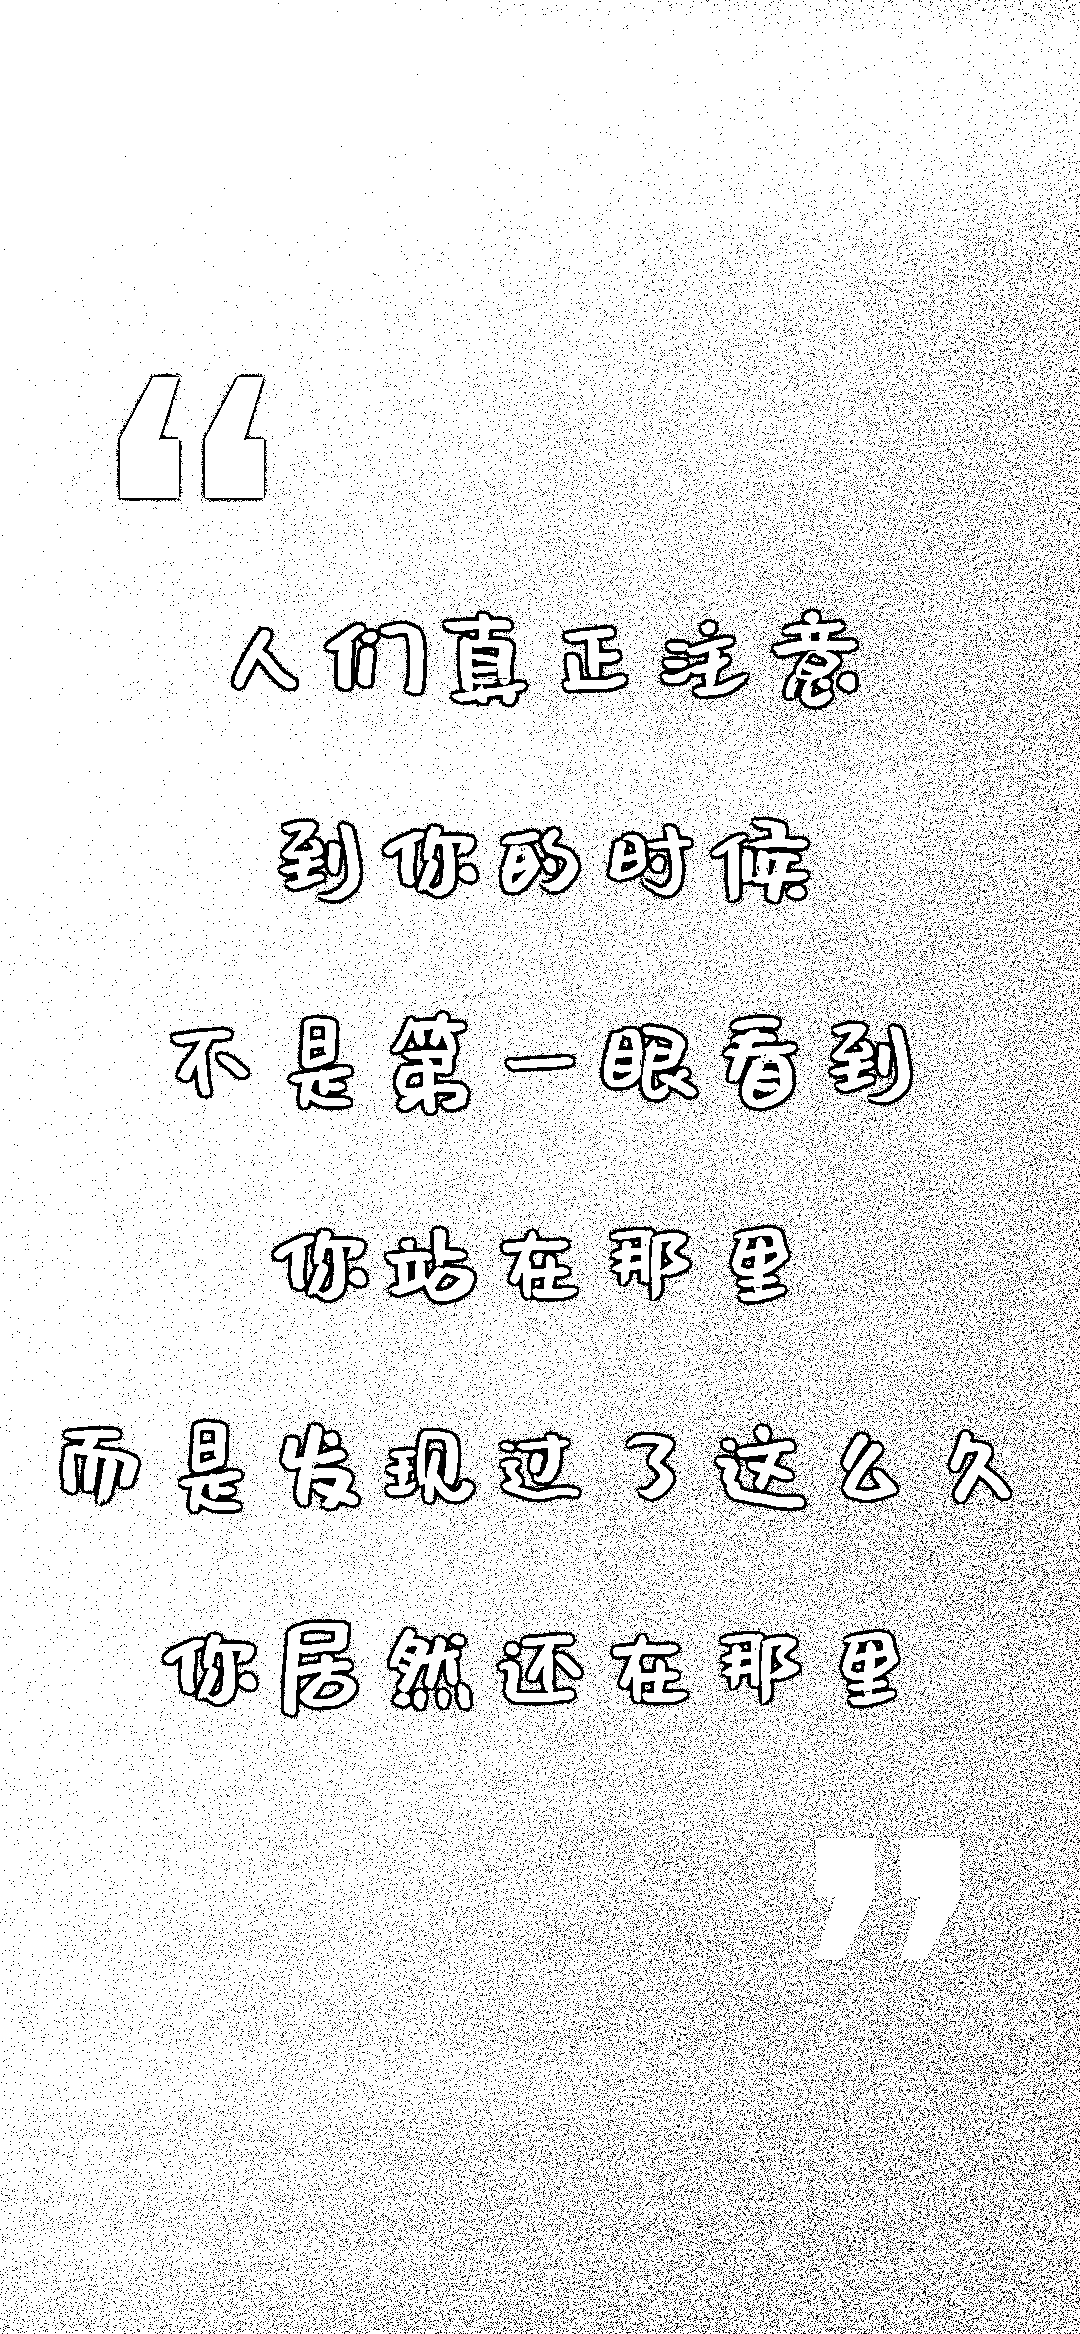 “
人们真正注意
到你的时候
不是第一眼看到
你站在那里
而是发现过了这么久
你居然还在那里
”